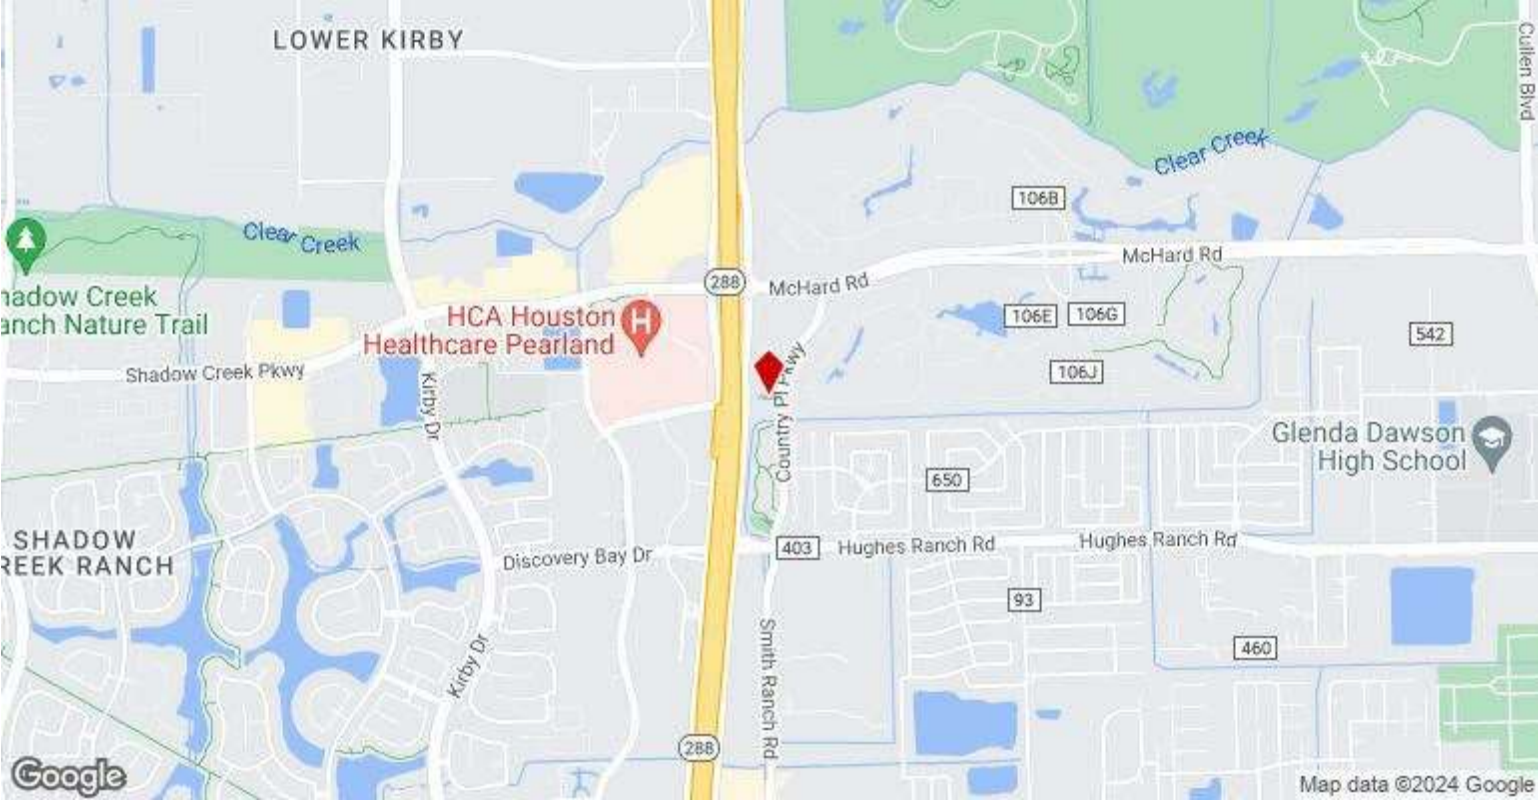 LOWER KIRBY
Cullen Blvd
Clear Creek
106B
Clear Creek
McHard Rd
288
McHard Rd
hadow Creek
anch Nature Trail
HCA Houston
Healthcare Pearland
H
106E
106G
542
Shadow Creek Pkwy
106J
Kirby Dr
Country Pl Pkwy
Glenda Dawson
High School
650
SHADOW
REEK RANCH
Discovery Bay Dr
403
Hughes Ranch Rd
Hughes Ranch Rd
93
460
Kirby Dr
Smith Ranch Rd
288
Google
Map data ©2024 Google